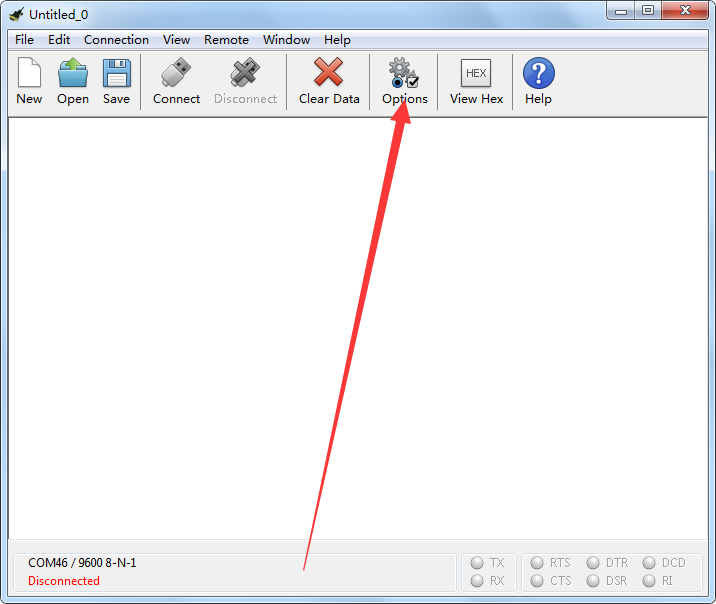 Untitled_0
File Edit Connection View Remote Window Help
HEX
New Open Save Connect Disconnect Clear Data Options View Hex Help
COM46 / 9600 8-N-1
Disconnected
TX RTS DTR DCD
RX CTS DSR RI